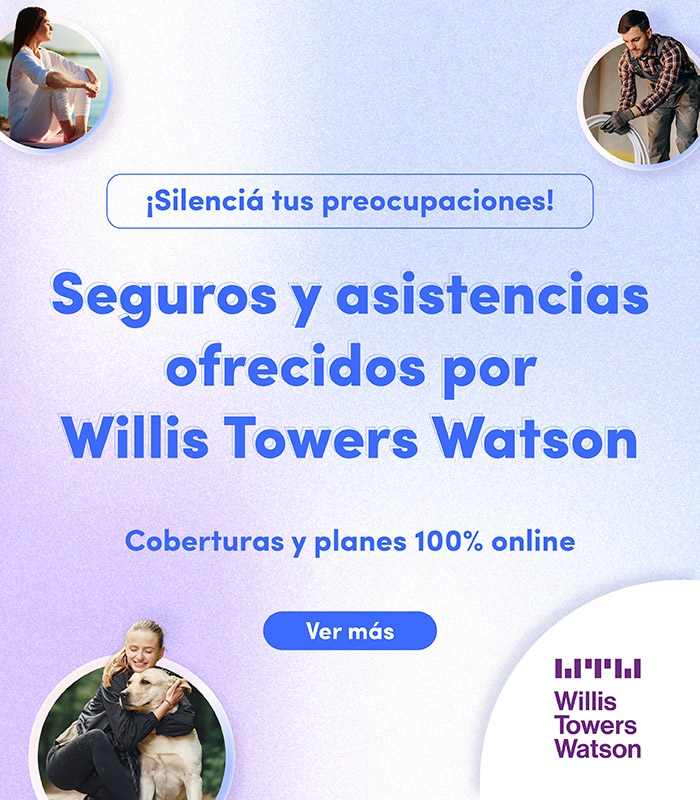 ¡Silenciá tus preocupaciones!
Seguros y asistencias
ofrecidos por
Willis Towers Watson
Coberturas y planes 100% online
Ver más
Willis
Towers
Watson